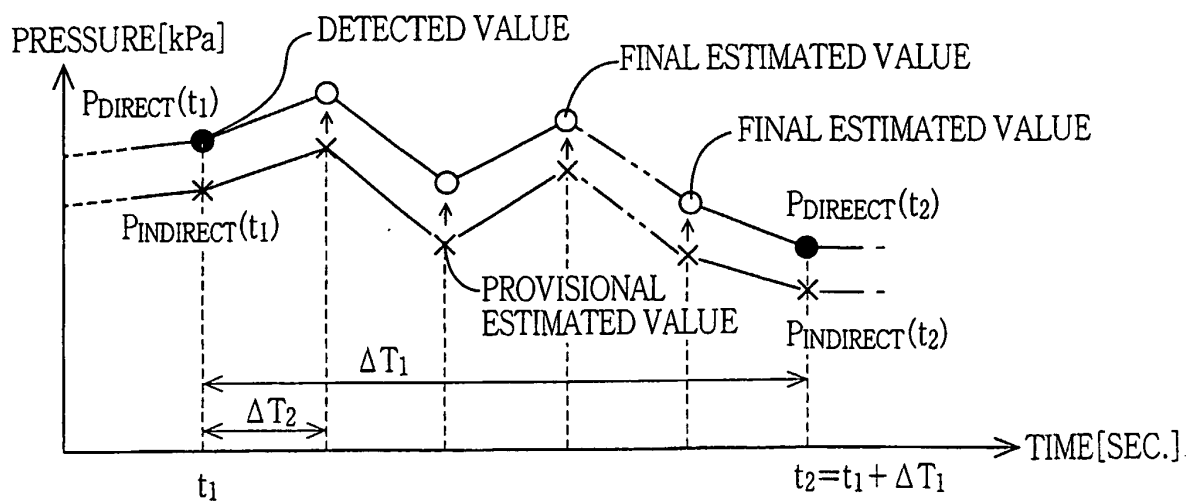 PRESSURE[kPa]
DETECTED VALUE
FINAL ESTIMATED VALUE
PDIRECT(t1)
FINAL ESTIMATED VALUE
PINDIRECT(t1)
PDIREECT(t2)
PROVISIONAL
ESTIMATED VALUE
PINDIRECT(t2)
ΔT1
ΔT2
TIME[SEC.]
t1
t2=t1+ΔT1